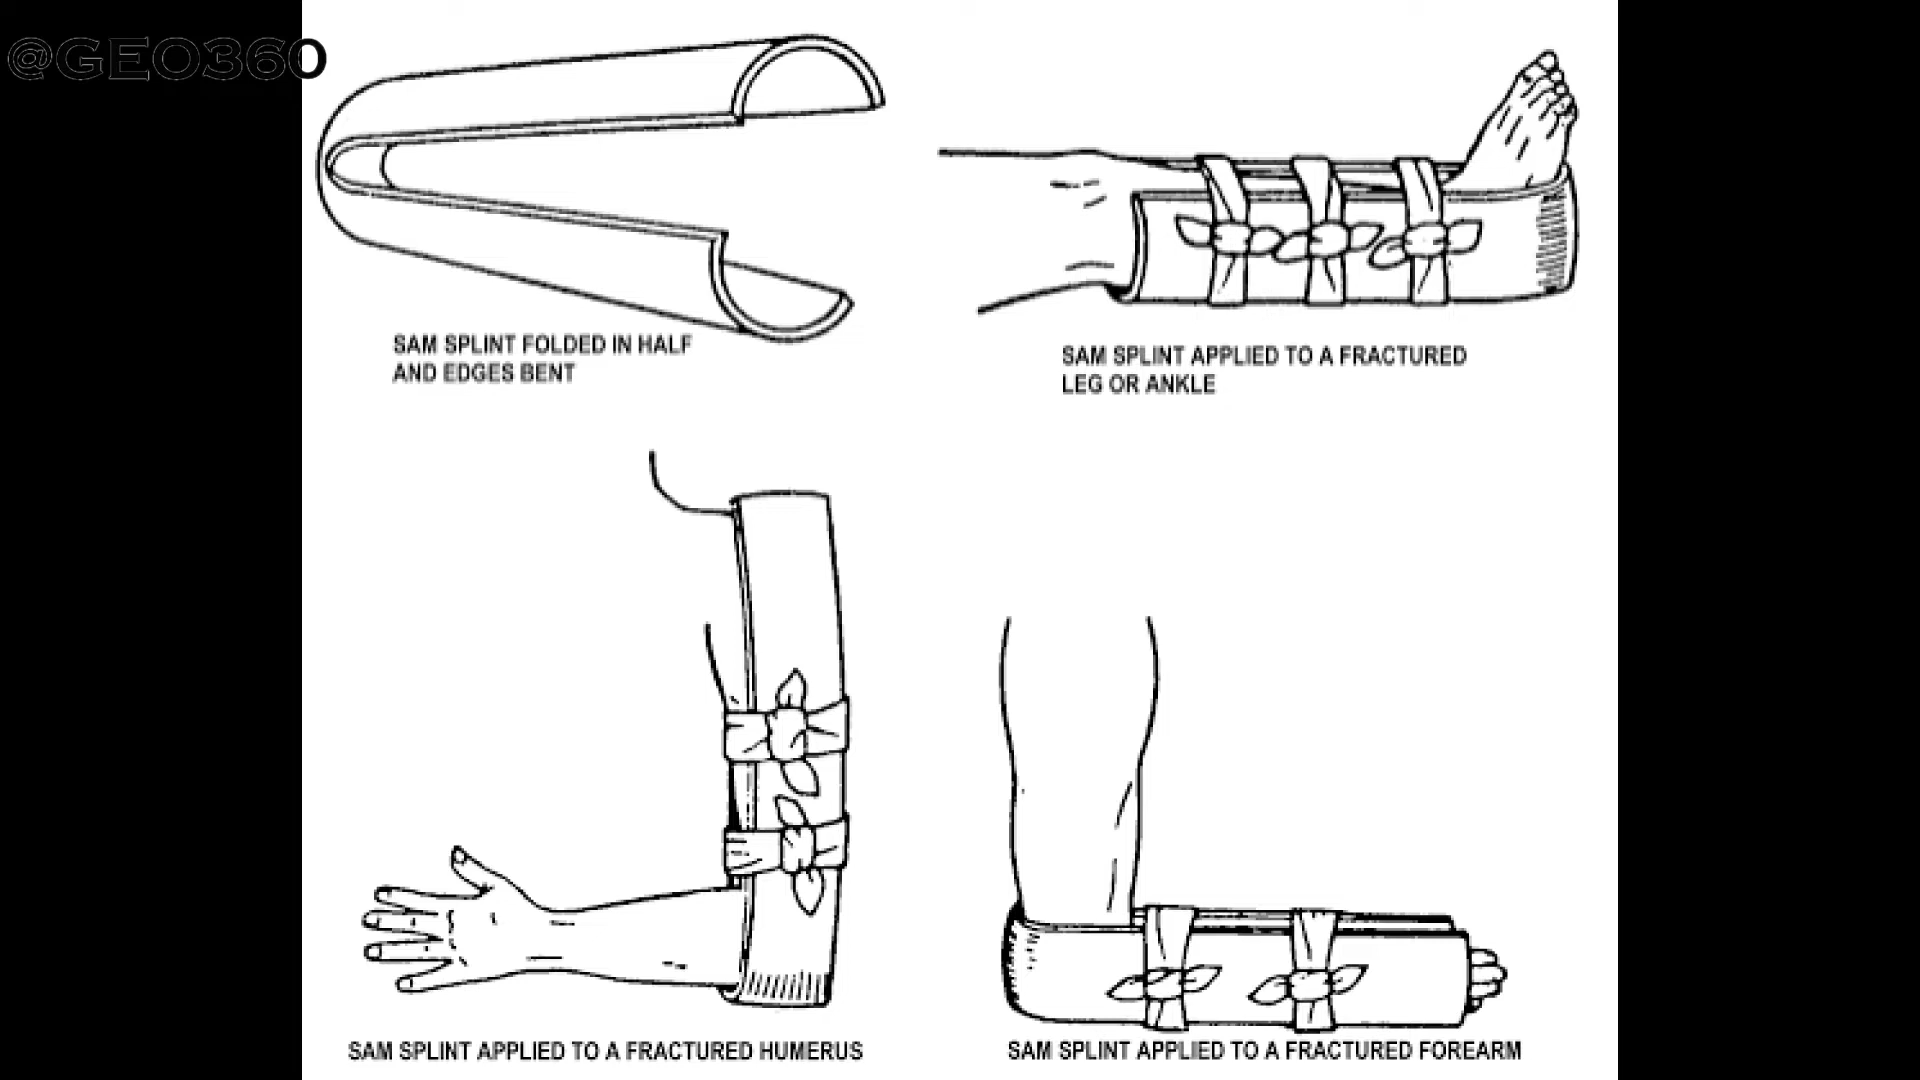 @GEO360
SAM SPLINT FOLDED IN HALF
AND EDGES BENT
SAM SPLINT APPLIED TO A FRACTURED
LEG OR ANKLE
SAM SPLINT APPLIED TO A FRACTURED HUMERUS
SAM SPLINT APPLIED TO A FRACTURED FOREARM